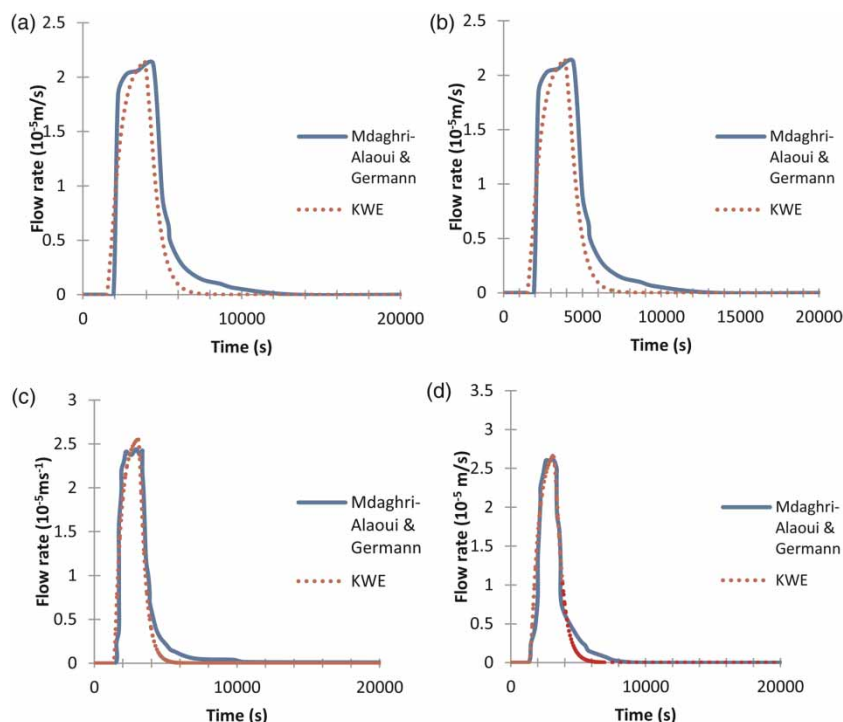 (a)
2.5
2
1.5
1
0.5
0
Flow rate (10-5m/s)
0
10000
20000
Time (s)
Mdaghri-
Alaoui &
Germann
KWE
(b)
2.5
2
1.5
1
0.5
0
Flow rate (10-5m/s)
0
5000
10000
15000
20000
Time (s)
Mdaghri-
Alaoui &
Germann
KWE
(c)
3
2.5
2
1.5
1
0.5
0
Flow rate (10-5ms-1)
0
10000
20000
Time (s)
Mdaghri-
Alaoui &
Germann
KWE
(d)
3.5
3
2.5
2
1.5
1
0.5
0
Flow rate (10-5 m/s)
0
10000
20000
Time (s)
Mdaghri-
Alaoui &
Germann
KWE